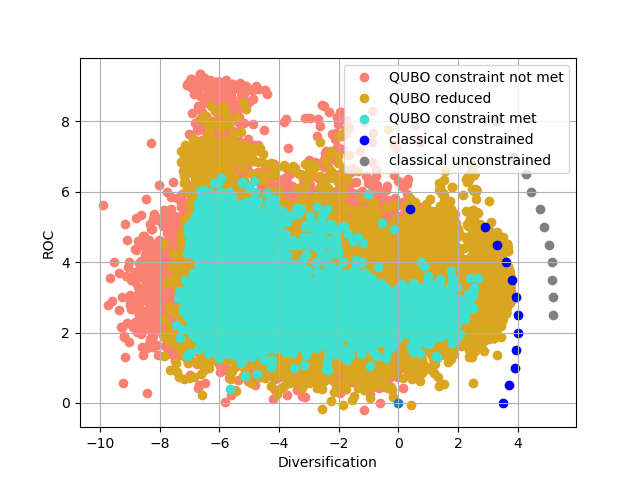 QUBO constraint not met
QUBO reduced
QUBO constraint met
classical constrained
classical unconstrained
8
6
4
2
0
ROC
−10
−8
−6
−4
−2
0
2
4
Diversification